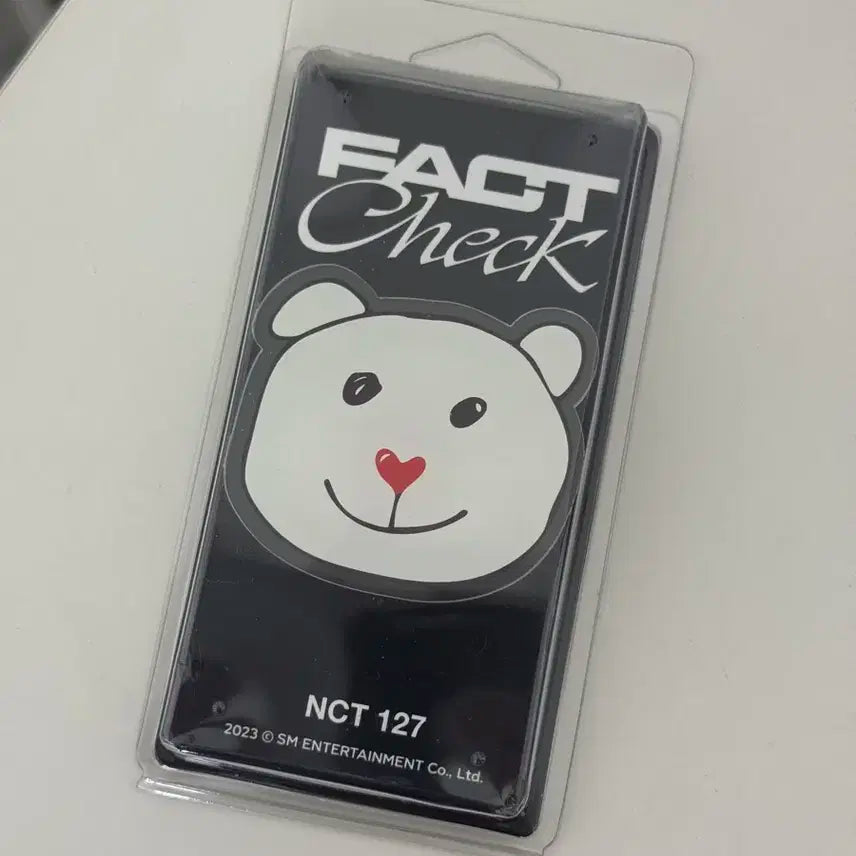 FACT
Check
NCT 127
2023 © SM ENTERTAINMENT Co., Ltd.